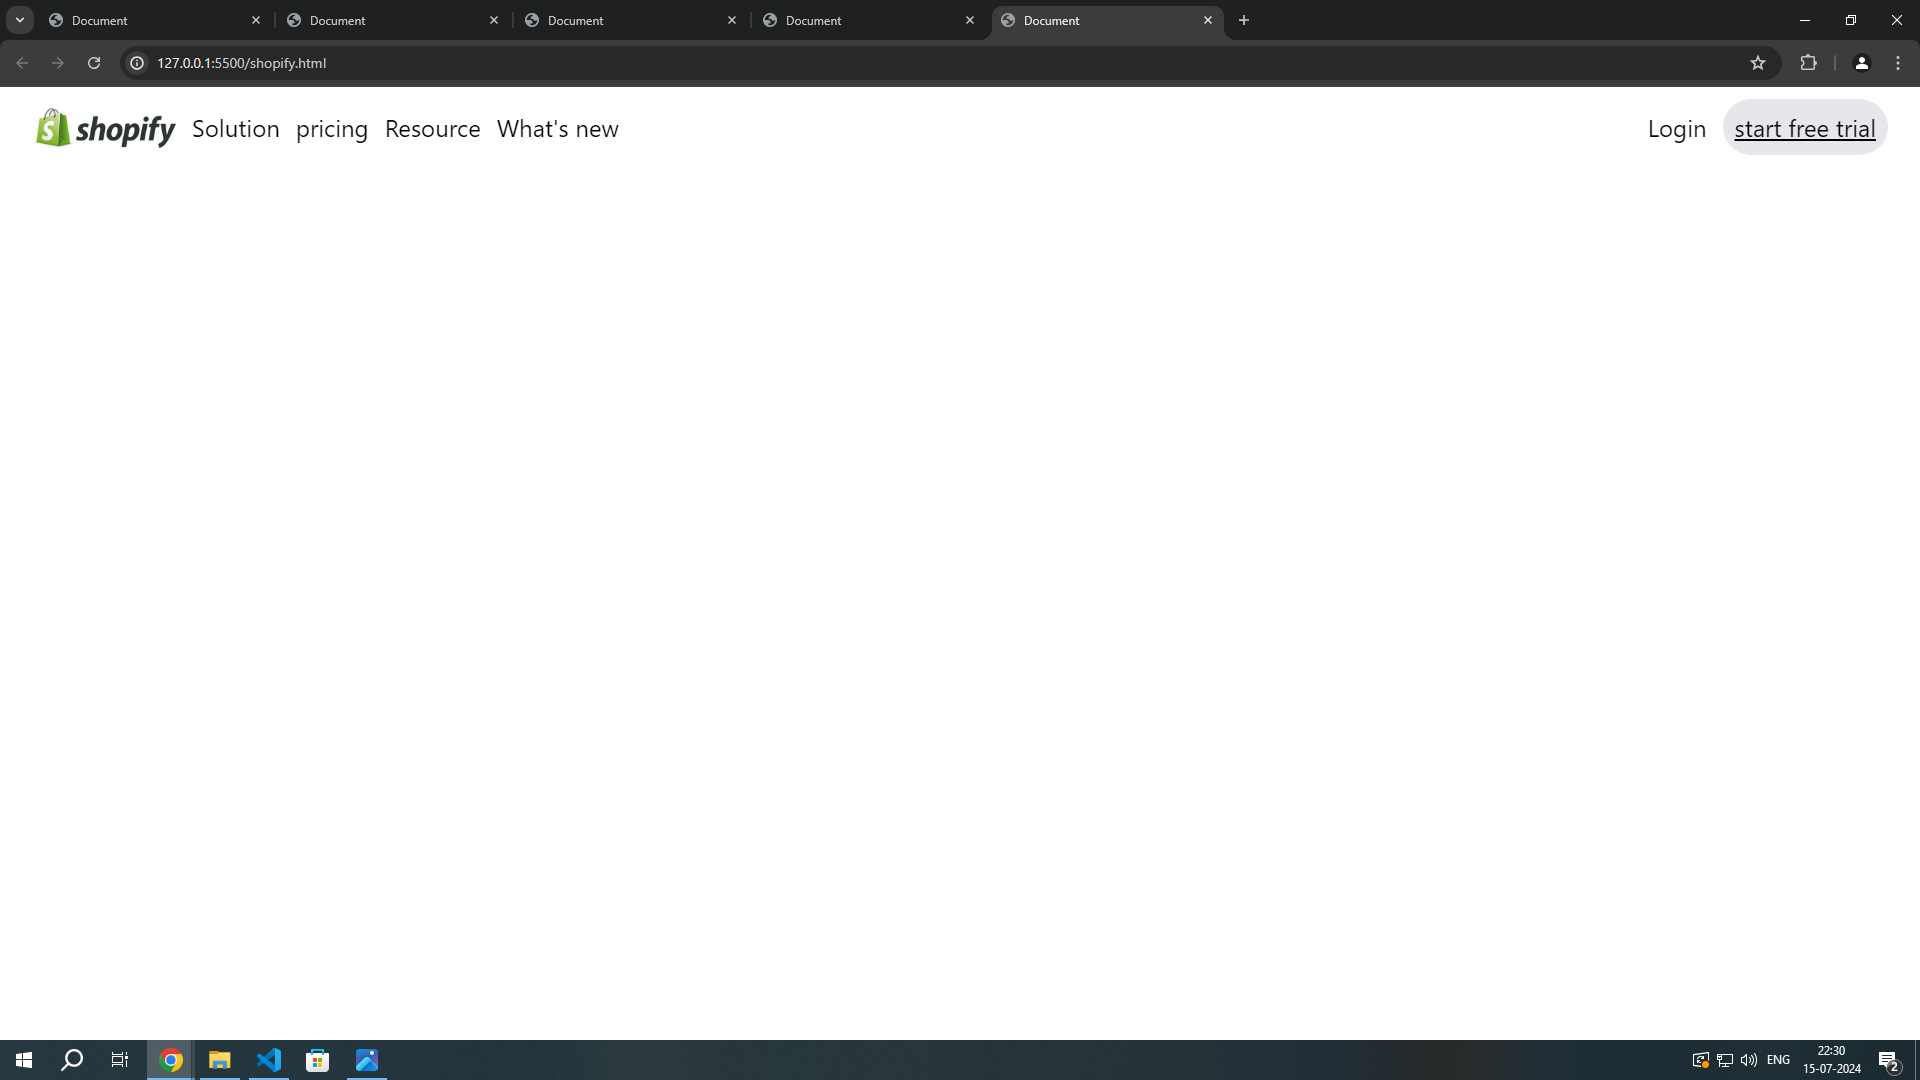 Document
Document
Document
Document
Document
127.0.0.1:5500/shopify.html
shopify Solution pricing Resource What's new Login start free trial
ENG
22:30
15-07-2024
2